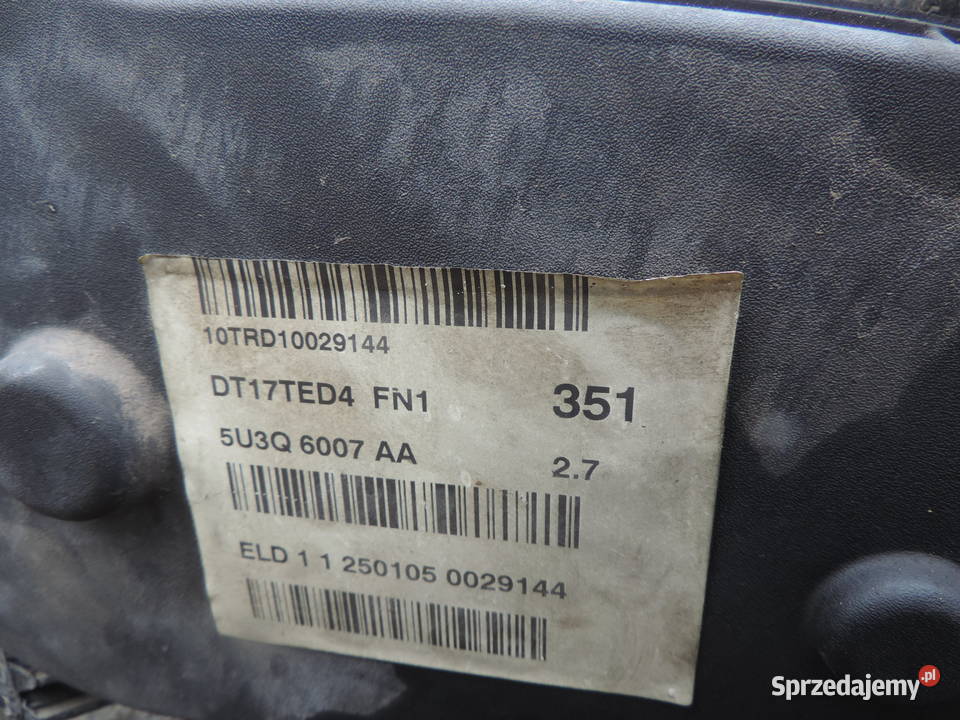 10TRD10029144
DT17TED4 FN1 351
5U3Q 6007 AA 2.7
ELD 1 1 250105 0029144
Sprzedajemy.pl